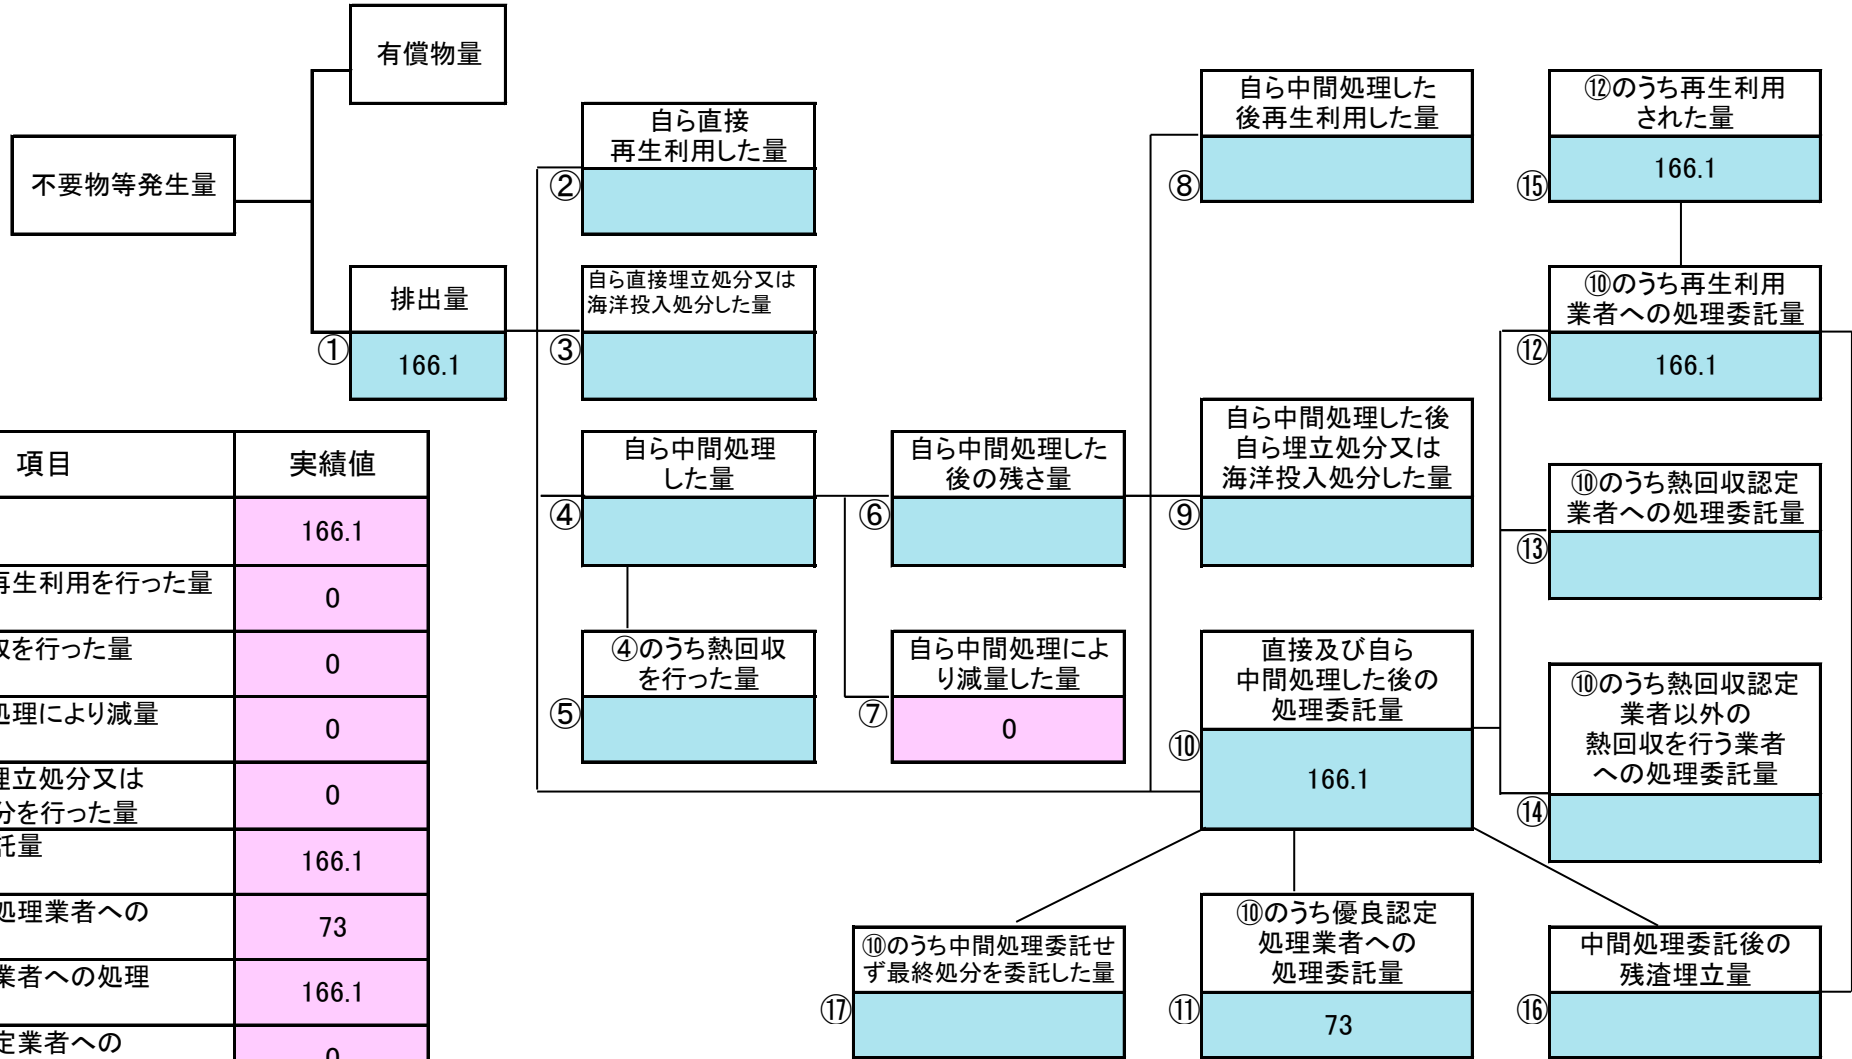 有償物量
不要物等発生量
排出量
①
166.1
自ら直接
再生利用した量
②
自ら直接埋立処分又は
海洋投入処分した量
③
自ら中間処理
した量
④
④のうち熱回収
を行った量
⑤
自ら中間処理した
後の残さ量
⑥
自ら中間処理によ
り減量した量
⑦
0
自ら中間処理した
後再生利用した量
⑧
自ら中間処理した後
自ら埋立処分又は
海洋投入処分した量
⑨
直接及び自ら
中間処理した後の
処理委託量
⑩
166.1
⑩のうち優良認定
処理業者への
処理委託量
⑪
73
⑩のうち中間処理委託せ
ず最終処分を委託した量
⑰
⑫のうち再生利用
された量
⑮
166.1
⑩のうち再生利用
業者への処理委託量
⑫
166.1
⑩のうち熱回収認定
業者への処理委託量
⑬
⑩のうち熱回収認定
業者以外の
熱回収を行う業者
への処理委託量
⑭
中間処理委託後の
残渣埋立量
⑯
項目 実績値
166.1
再生利用を行った量 0
収を行った量 0
処理により減量 0
埋立処分又は
分を行った量 0
託量 166.1
処理業者への 73
業者への処理 166.1
定業者への 0